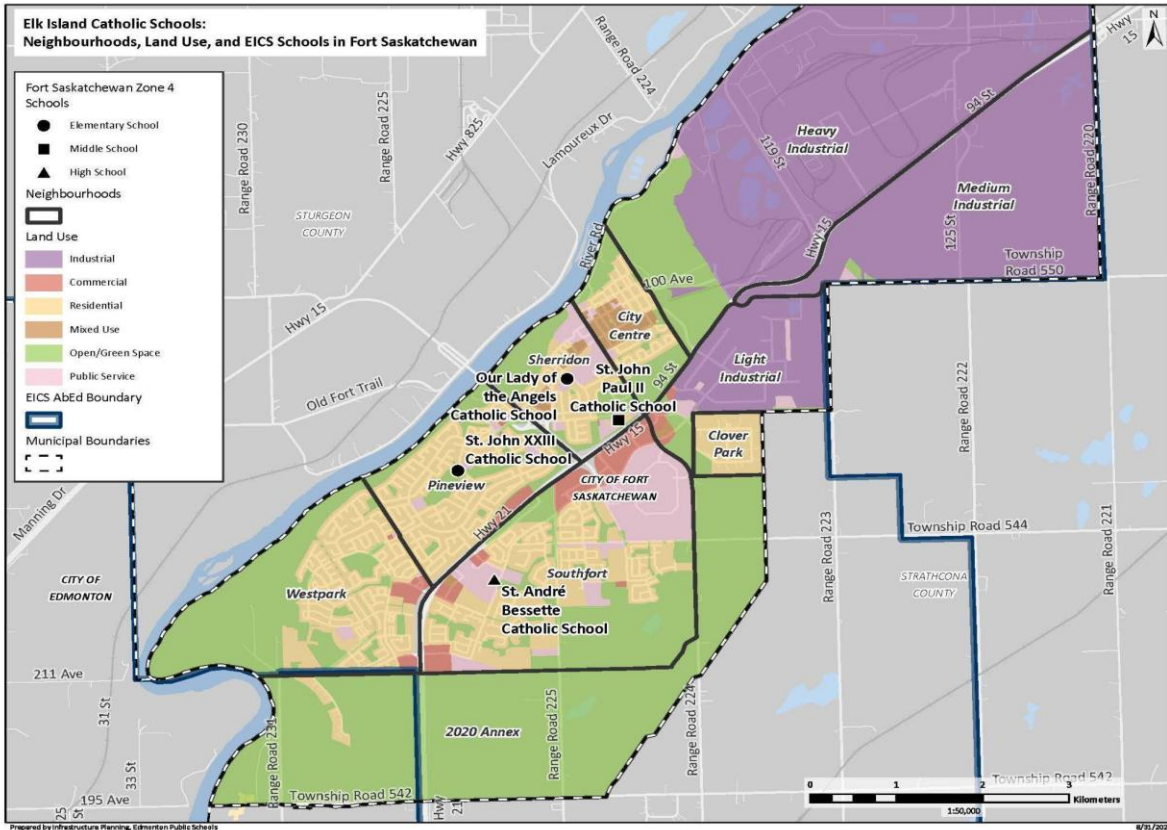 Elk Island Catholic Schools:
Neighbourhoods, Land Use, and EICS Schools in Fort Saskatchewan
Fort Saskatchewan Zone 4
Schools
Elementary School
Middle School
High School
Neighbourhoods
Land Use
Industrial
Commercial
Residential
Mixed Use
Open/Green Space
Public Service
EICS AbEd Boundary
Municipal Boundaries
N
Hwy
15
Range Road 224
Range Road 225
Range Road 230
Hwy 825
Lamoureux Dr
STURGEON
COUNTY
Heavy
Industrial
119 St
94 St
Range Road 220
Medium
Industrial
125 St
Hwy 15
Township
Road 550
River Rd
100 Ave
Hwy 15
City
Centre
Sherridon
Light
Industrial
Our Lady of
the Angels
Catholic School
St. John
Paul II
Catholic School
94 St
Old Fort Trail
Range Road 222
St. John XXIII
Catholic School
Hwy 15
Clover
Park
Pineview
CITY OF FORT
SASKATCHEWAN
Manning Dr
Hwy 21
Range Road 223
Township Road 544
Range Road 221
CITY OF
EDMONTON
Westpark
Southfort
St. André
Bessette
Catholic School
STRATHCONA
COUNTY
211 Ave
31 St
Range Road 231
Range Road 225
Range Road 224
2020 Annex
33 St
195 Ave
25
St
Township Road 542
Hwy
21
Township Road 542
0 1 2 3
Kilometers
1:50,000
Prepared by Infrastructure Planning, Edmonton Public Schools